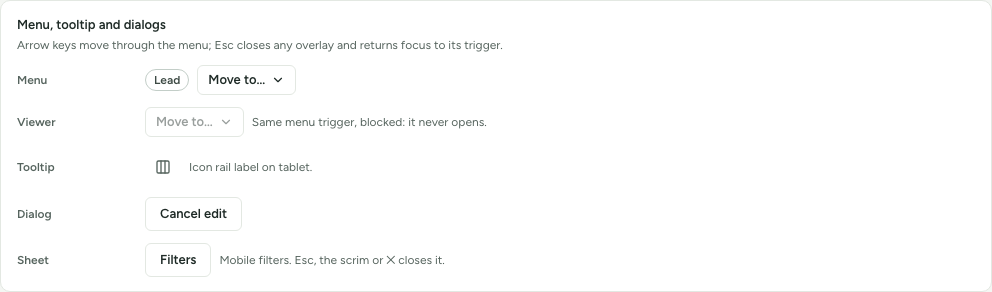 Menu, tooltip and dialogs
Arrow keys move through the menu; Esc closes any overlay and returns focus to its trigger.
Menu Lead Move to...
Viewer Move to... Same menu trigger, blocked: it never opens.
Tooltip Icon rail label on tablet.
Dialog Cancel edit
Sheet Filters Mobile filters. Esc, the scrim or ✕ closes it.